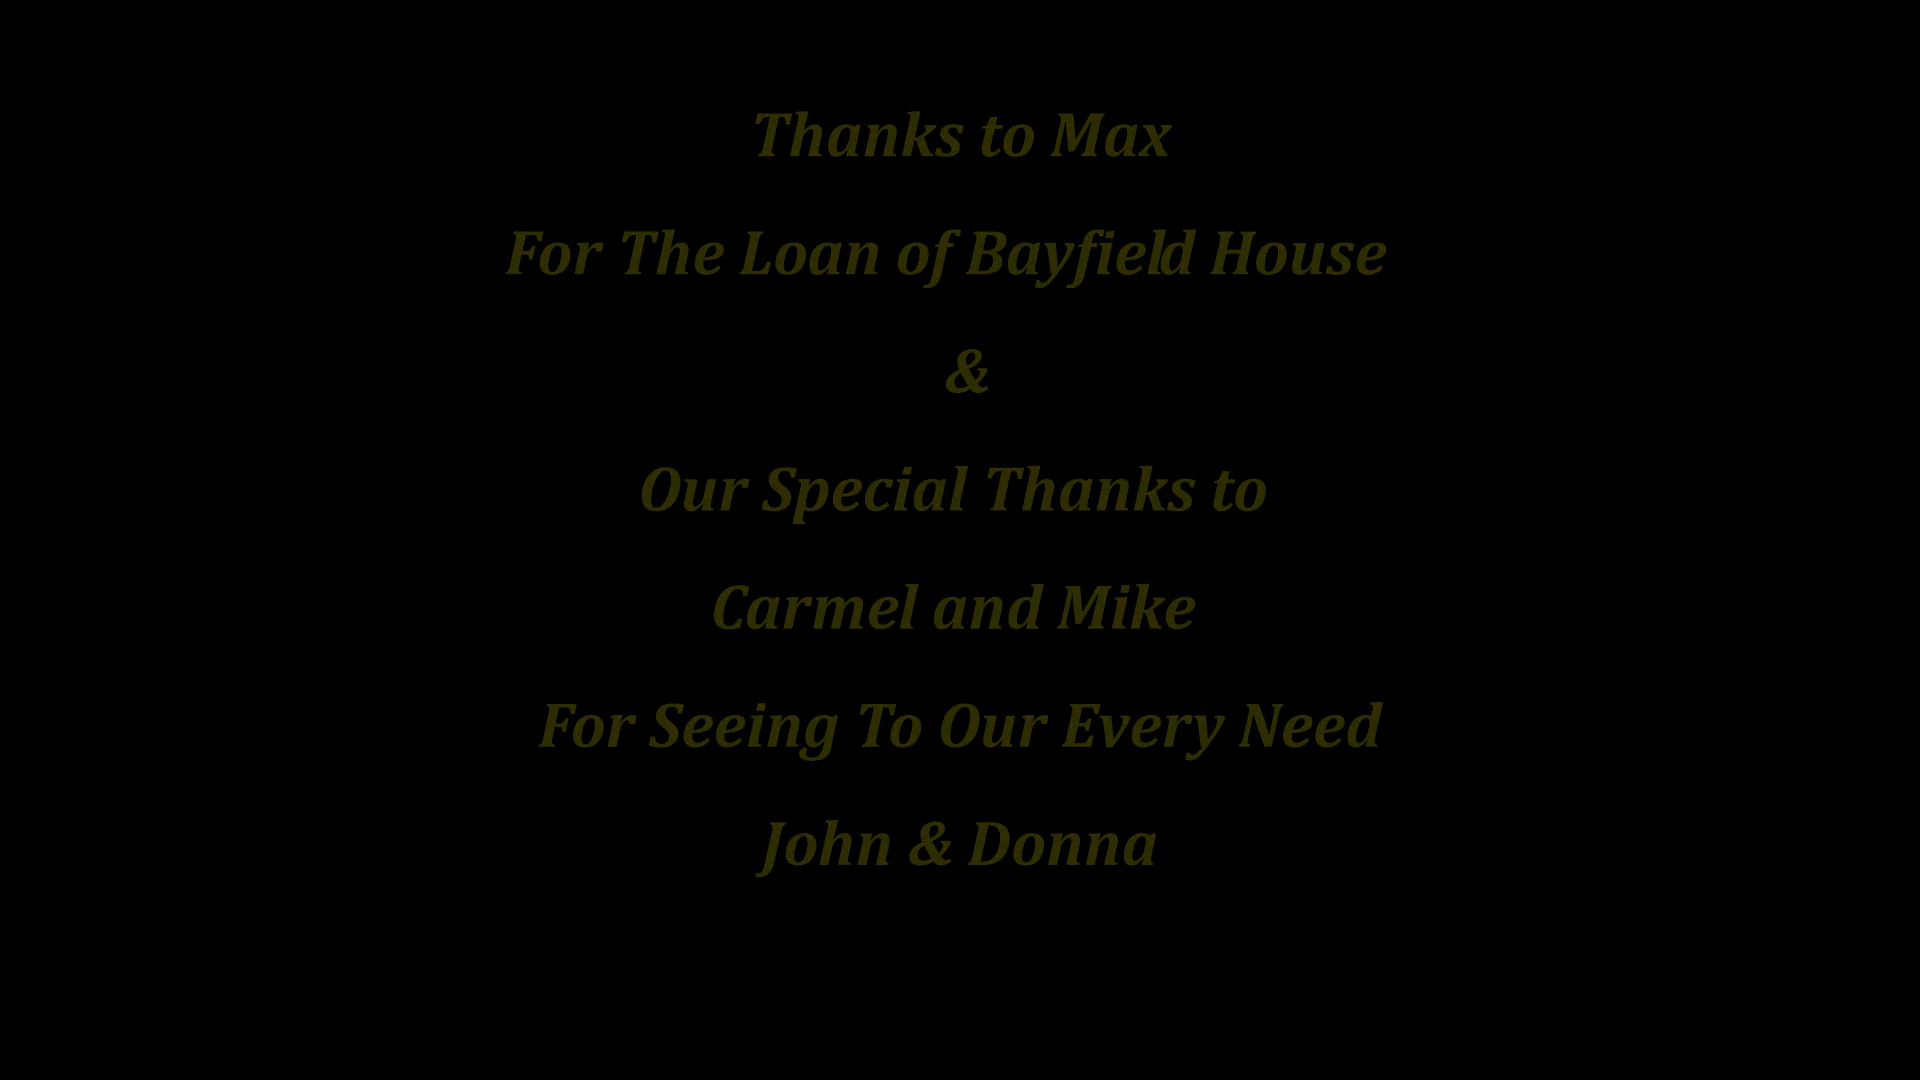 Thanks to Max
For The Loan of Bayfield House
&
Our Special Thanks to
Carmel and Mike
For Seeing To Our Every Need
John & Donna